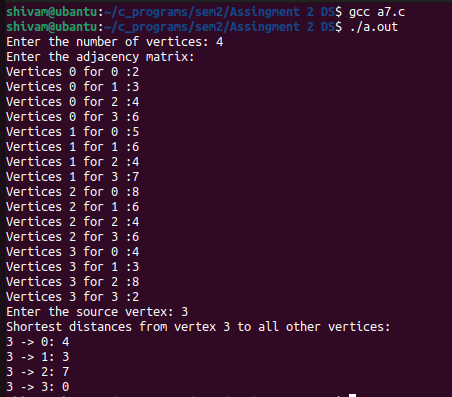 shivam@ubuntu:~/c_programs/sem2/Assingment 2 DS$ gcc a7.c
shivam@ubuntu:~/c_programs/sem2/Assingment 2 DS$ ./a.out
Enter the number of vertices: 4
Enter the adjacency matrix:
Vertices 0 for 0 :2
Vertices 0 for 1 :3
Vertices 0 for 2 :4
Vertices 0 for 3 :6
Vertices 1 for 0 :5
Vertices 1 for 1 :6
Vertices 1 for 2 :4
Vertices 1 for 3 :7
Vertices 2 for 0 :8
Vertices 2 for 1 :6
Vertices 2 for 2 :4
Vertices 2 for 3 :6
Vertices 3 for 0 :4
Vertices 3 for 1 :3
Vertices 3 for 2 :8
Vertices 3 for 3 :2
Enter the source vertex: 3
Shortest distances from vertex 3 to all other vertices:
3 -> 0: 4
3 -> 1: 3
3 -> 2: 7
3 -> 3: 0